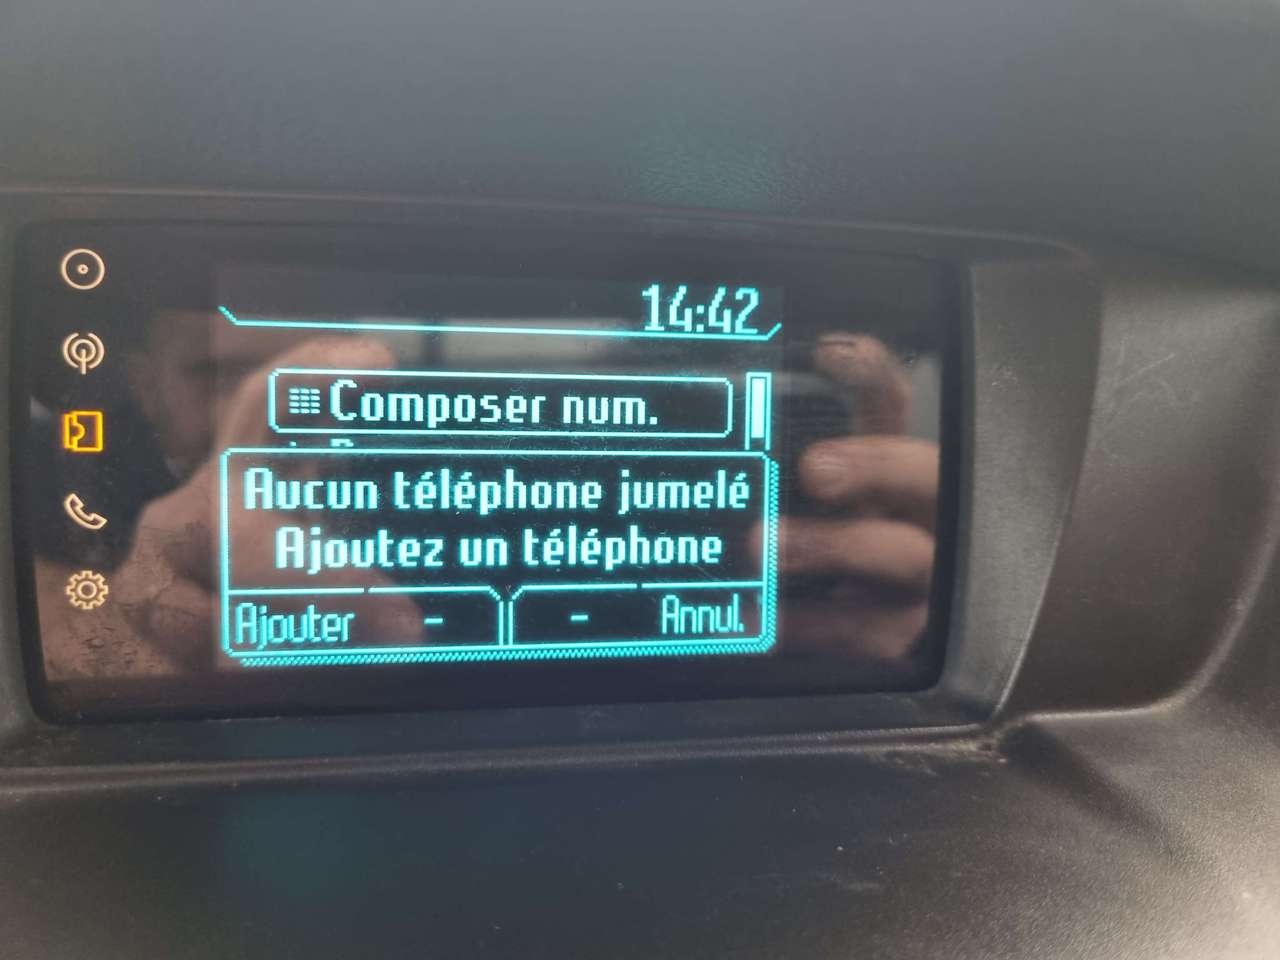 14:42
Composer num.
Aucun téléphone jumelé
Ajoutez un téléphone
Ajouter - - Annul.